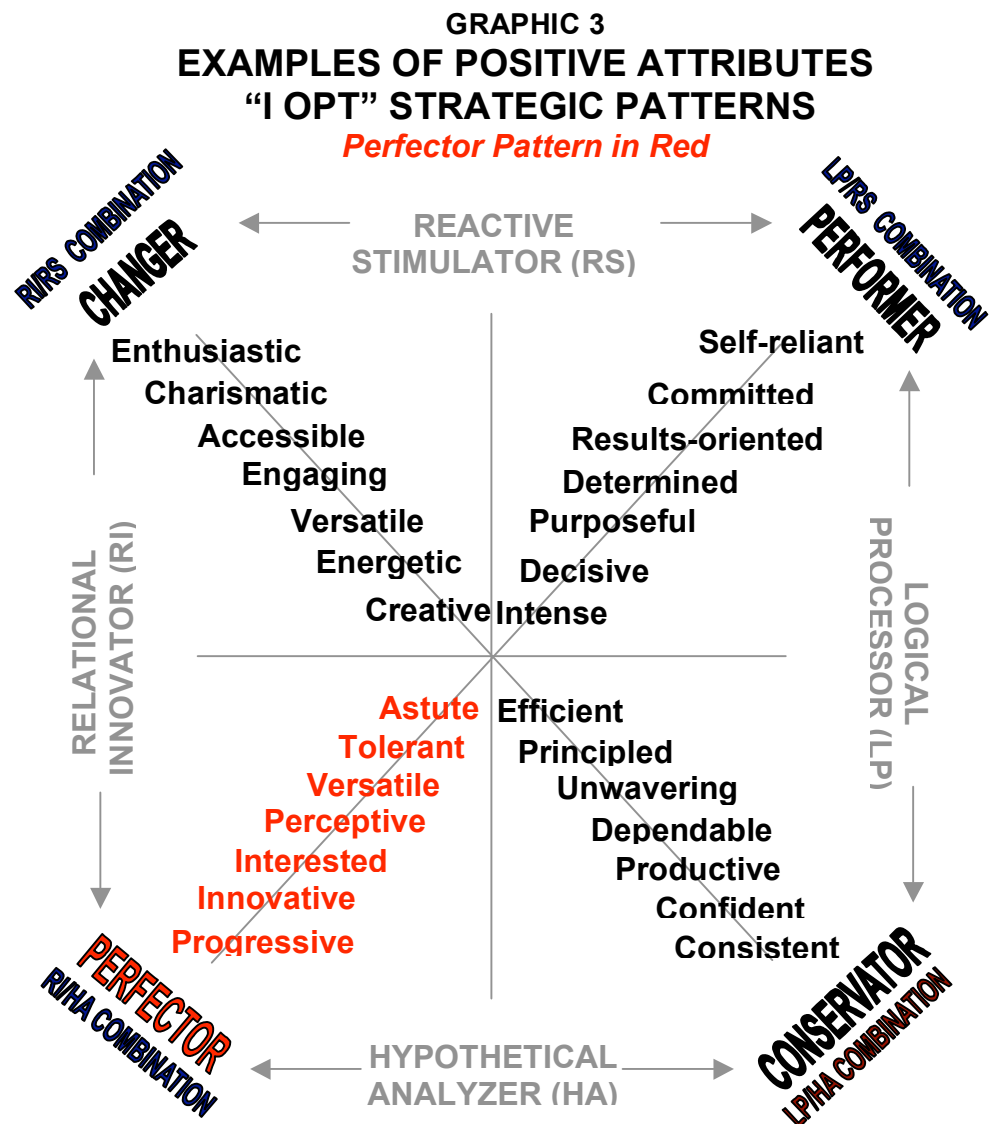 GRAPHIC 3
EXAMPLES OF POSITIVE ATTRIBUTES
“I OPT” STRATEGIC PATTERNS
Perfector Pattern in Red
RI/RS COMBINATION
CHANGER
REACTIVE
STIMULATOR (RS)
LP/RS COMBINATION
PERFORMER
Enthusiastic
Charismatic
Accessible
Engaging
Versatile
Energetic
Creative
Self-reliant
Committed
Results-oriented
Determined
Purposeful
Decisive
Intense
RELATIONAL
INNOVATOR (RI)
LOGICAL
PROCESSOR (LP)
Astute
Tolerant
Versatile
Perceptive
Interested
Innovative
Progressive
Efficient
Principled
Unwavering
Dependable
Productive
Confident
Consistent
PERFECTOR
RI/HA COMBINATION
HYPOTHETICAL
ANALYZER (HA)
CONSERVATOR
LP/HA COMBINATION